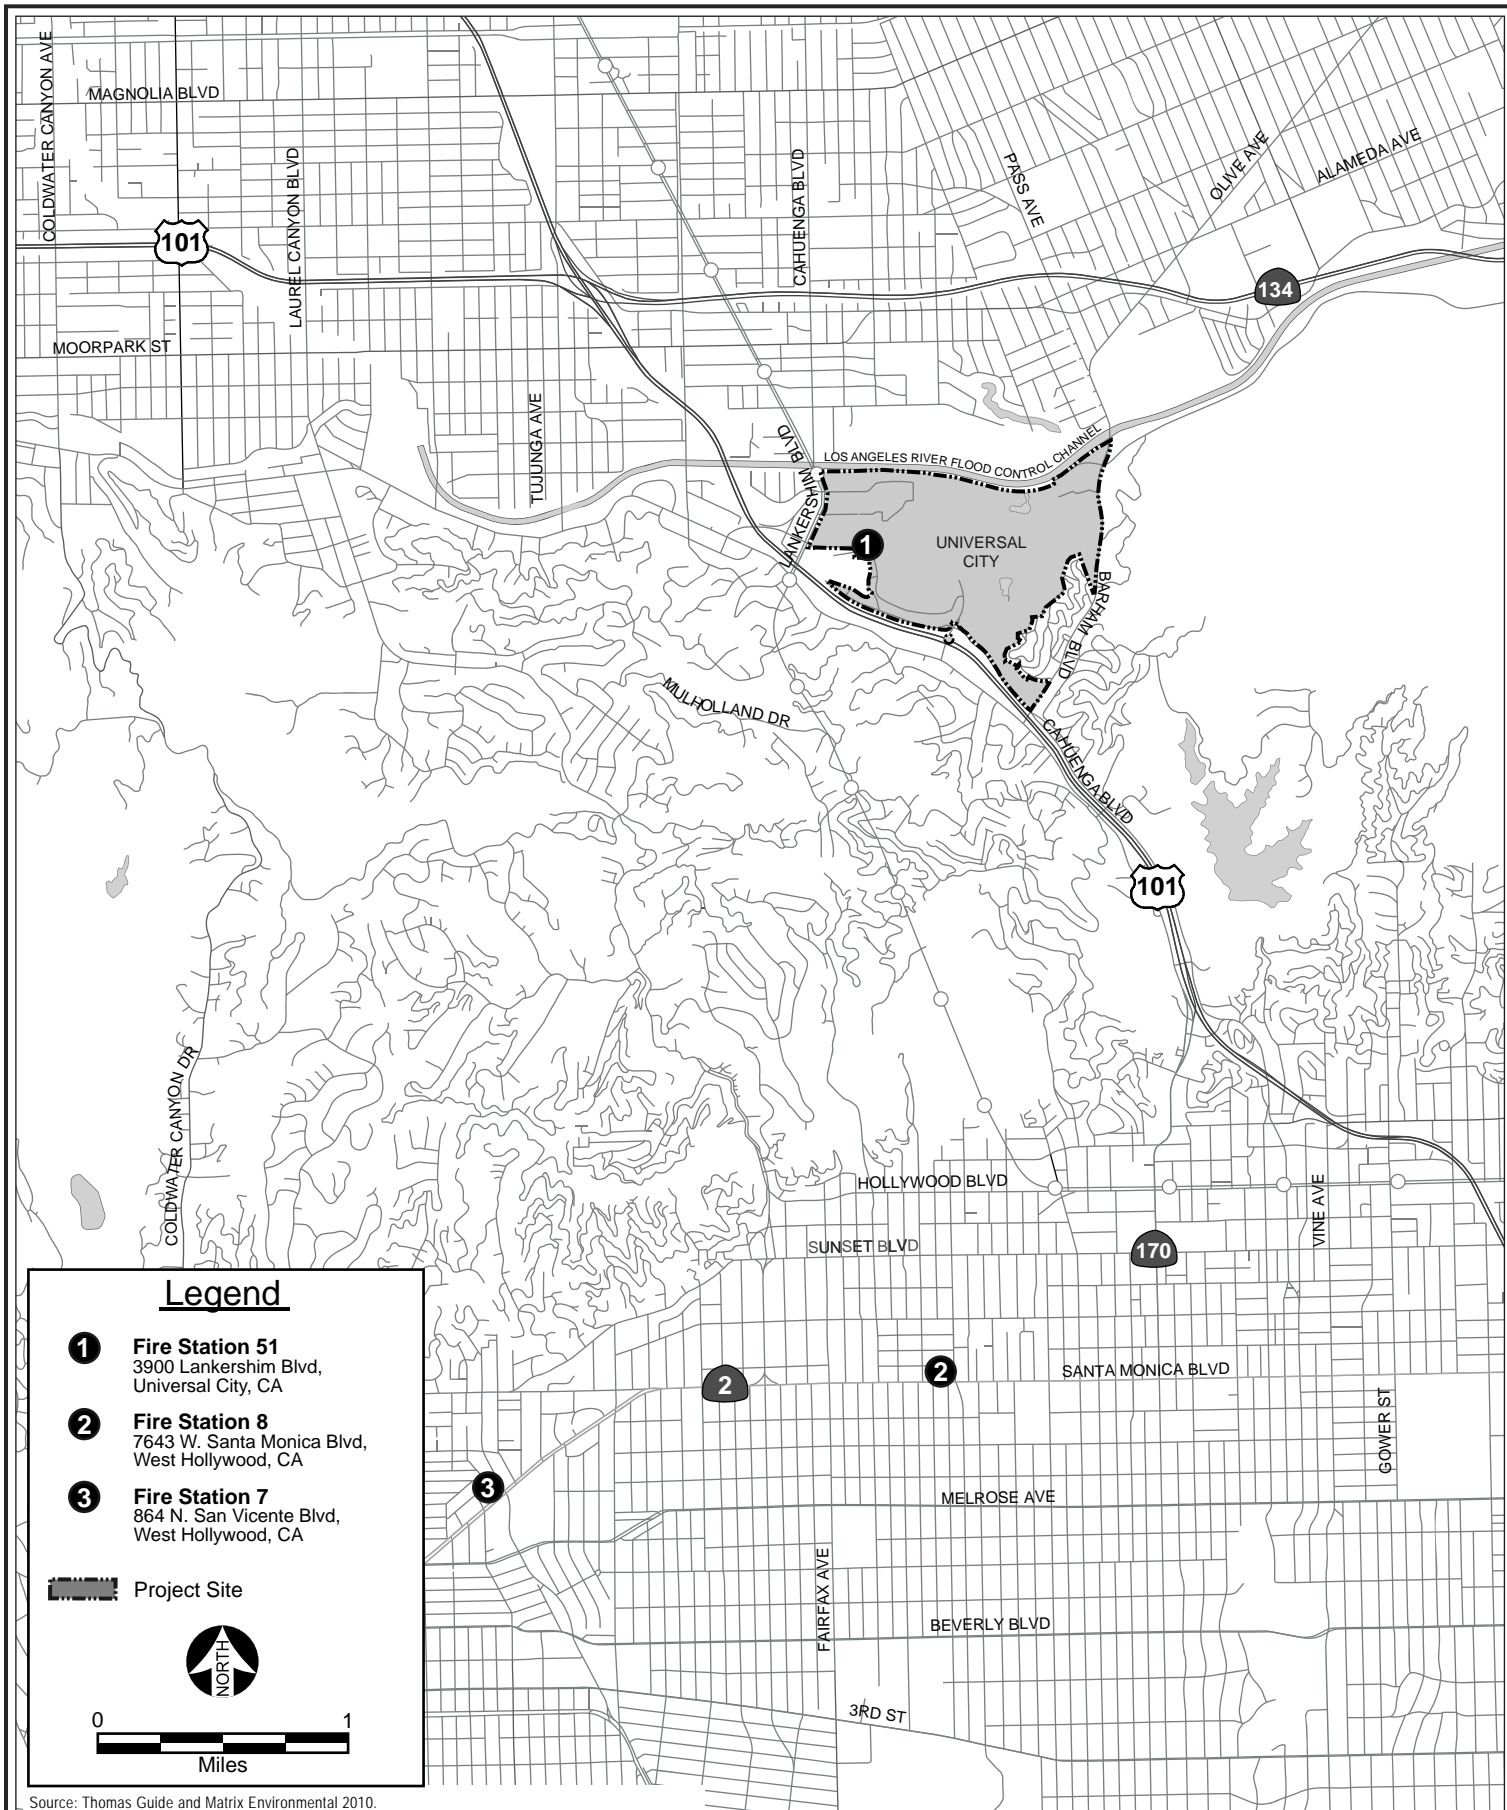 COLDWATER CANYON AVE
MAGNOLIA BLVD
LAUREL CANYON BLVD
CAHUENGA BLVD
PASS AVE
OLIVE AVE
ALAMEDA AVE
101
134
MOORPARK ST
TUJUNGA AVE
LANKERSHIM BLVD
LOS ANGELES RIVER FLOOD CONTROL CHANNEL
1
UNIVERSAL
CITY
BARHAM BLVD
MULHOLLAND DR
CAHUENGA BLVD
101
COLDWATER CANYON DR
HOLLYWOOD BLVD
VINE AVE
SUNSET BLVD
170
2
2
SANTA MONICA BLVD
GOWER ST
3
MELROSE AVE
FAIRFAX AVE
BEVERLY BLVD
3RD ST
Legend
1
Fire Station 51
3900 Lankershim Blvd,
Universal City, CA
2
Fire Station 8
7643 W. Santa Monica Blvd,
West Hollywood, CA
3
Fire Station 7
864 N. San Vicente Blvd,
West Hollywood, CA
Project Site
NORTH
0 1
Miles
Source: Thomas Guide and Matrix Environmental 2010.